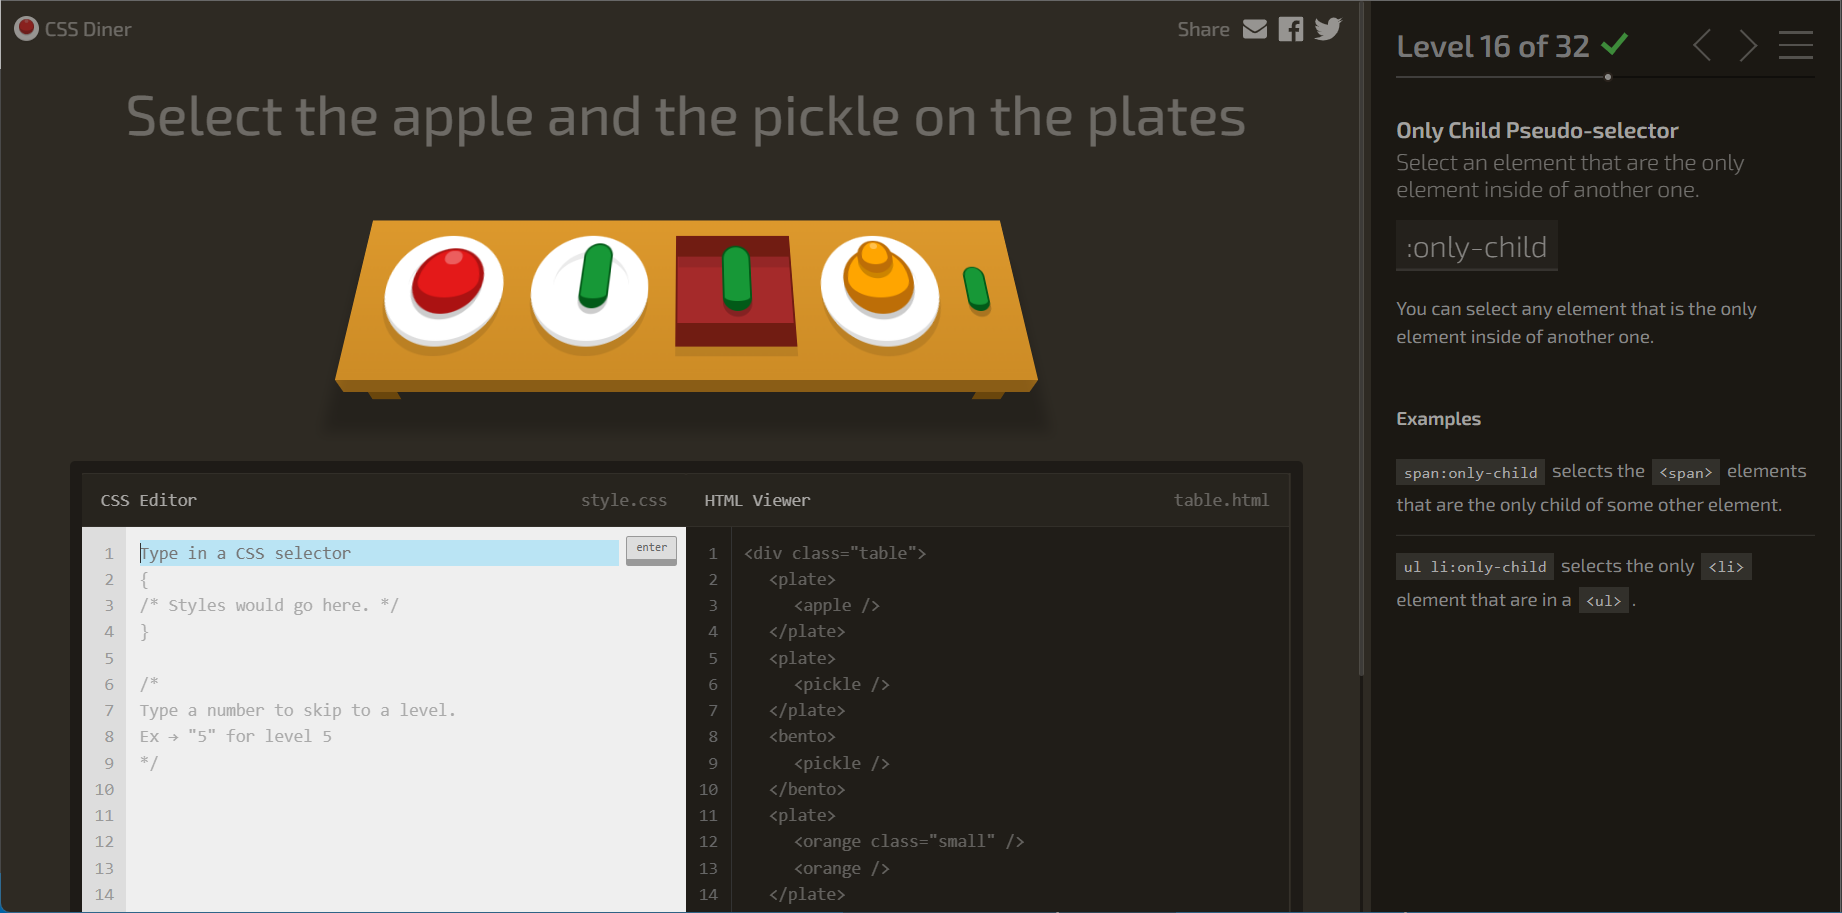 CSS Diner
Share
Select the apple and the pickle on the plates
CSS Editor style.css
1 Type in a CSS selector enter
2 {
3 /* Styles would go here. */
4 }
5
6 /*
7 Type a number to skip to a level.
8 Ex → "5" for level 5
9 */
10
11
12
13
14
HTML Viewer table.html
1 <div class="table">
2 <plate>
3 <apple />
4 </plate>
5 <plate>
6 <pickle />
7 </plate>
8 <bento>
9 <pickle />
10 </bento>
11 <plate>
12 <orange class="small" />
13 <orange />
14 </plate>
Level 16 of 32
Only Child Pseudo-selector
Select an element that are the only
element inside of another one.
:only-child
You can select any element that is the only
element inside of another one.
Examples
span:only-child selects the <span> elements
that are the only child of some other element.
ul li:only-child selects the only <li>
element that are in a <ul> .